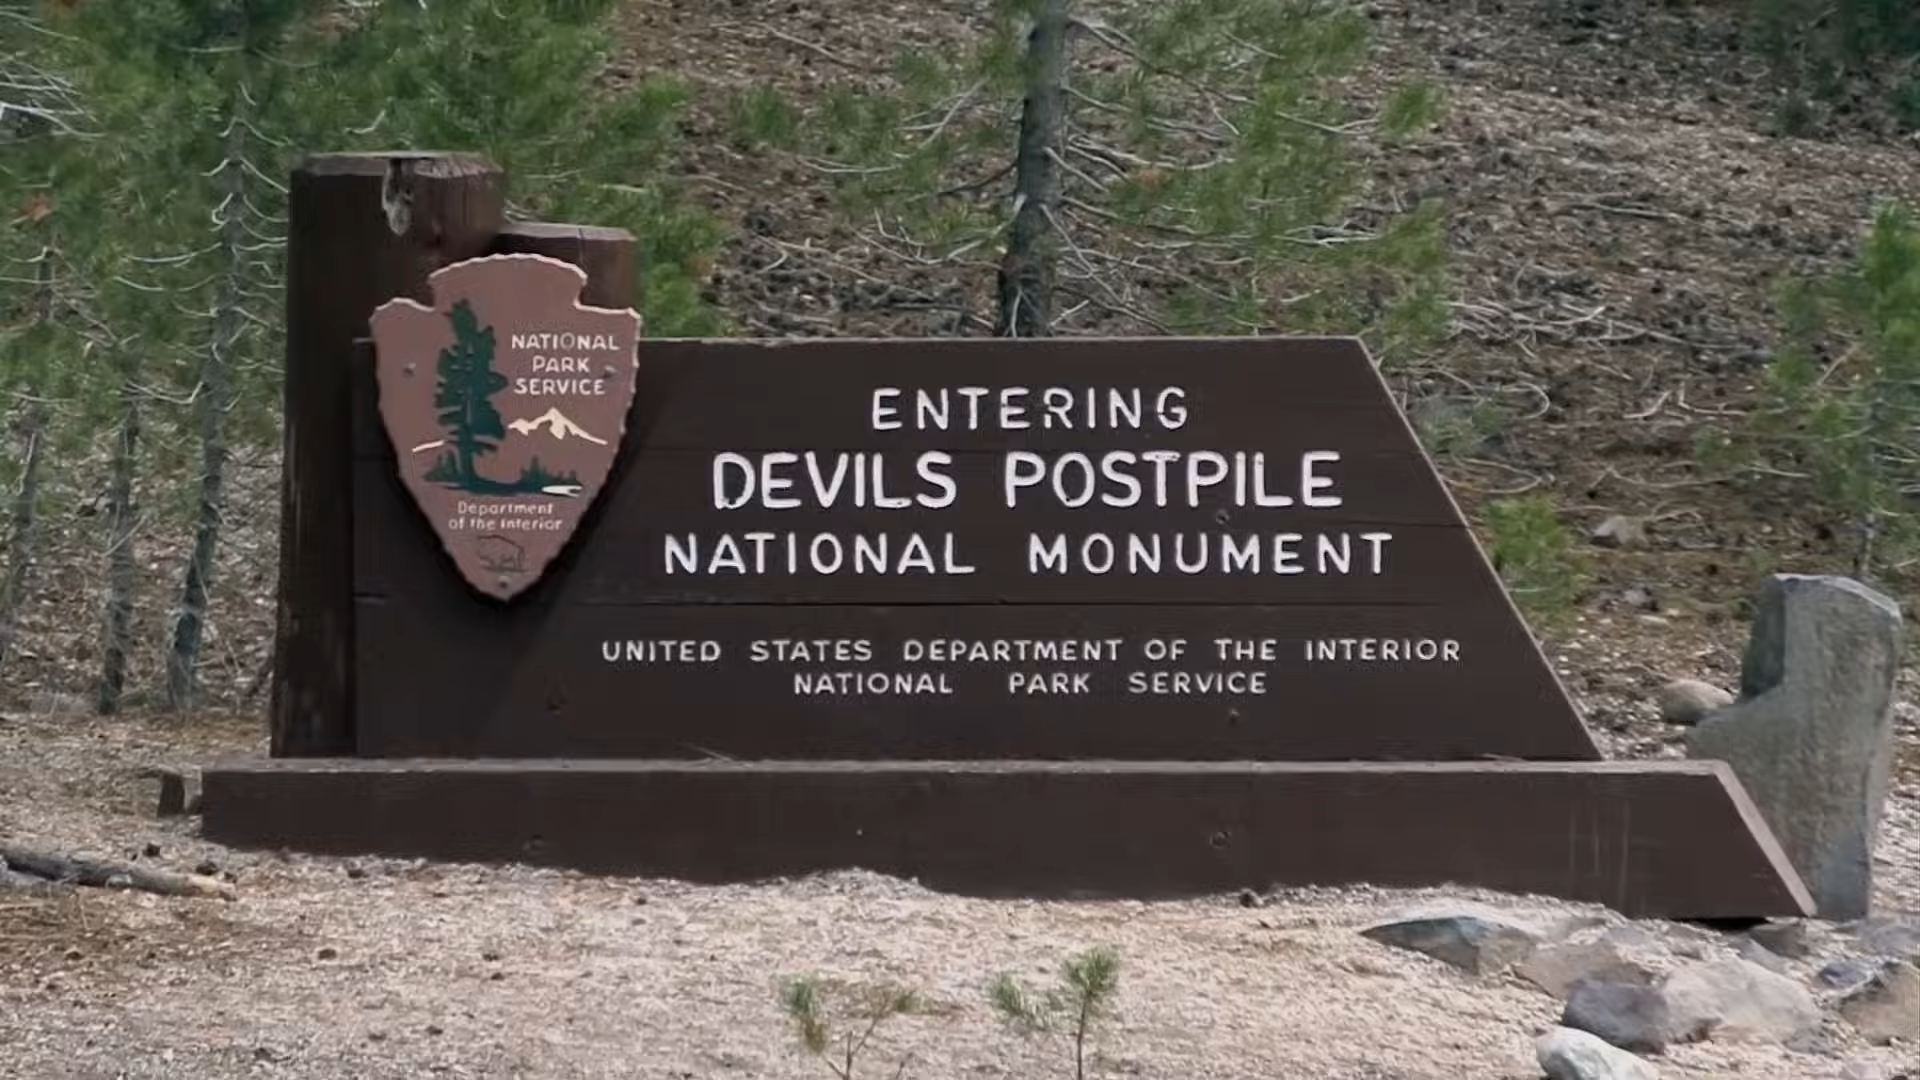 NATIONAL
PARK
SERVICE
Department
of the Interior
ENTERING
DEVILS POSTPILE
NATIONAL MONUMENT
UNITED STATES DEPARTMENT OF THE INTERIOR
NATIONAL PARK SERVICE